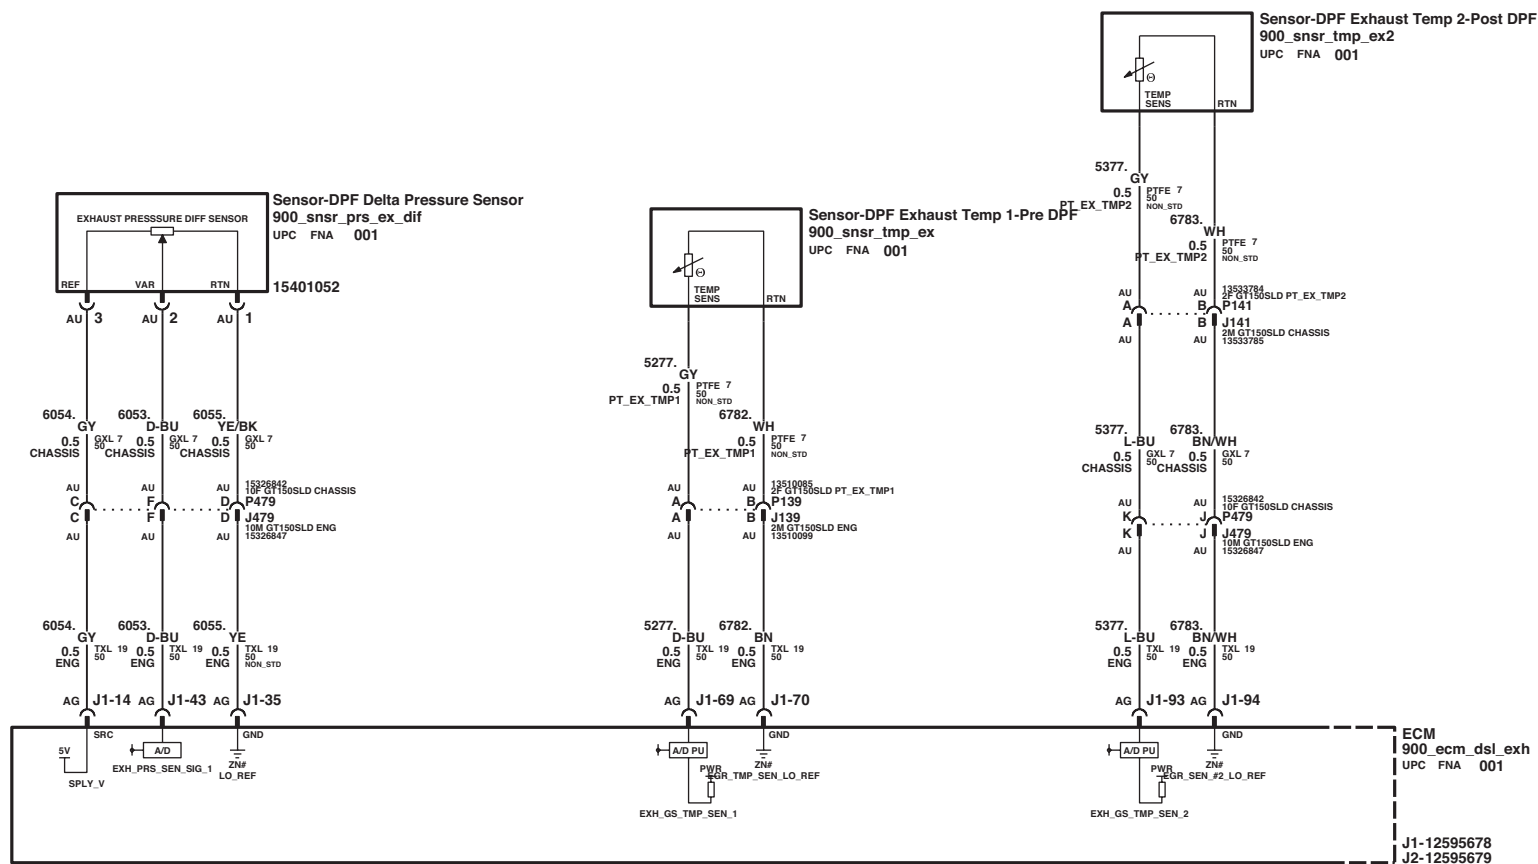 Sensor-DPF Exhaust Temp 2-Post DPF
900_snsr_tmp_ex2
UPC FNA 001
Θ
TEMP
SENS
RTN
5377.
GY
0.5
PTFE 7
50
NON_STD
PT_EX_TMP2
6783.
WH
0.5
PTFE 7
50
NON_STD
PT_EX_TMP2
AU
AU
13533784
2F GT150SLD PT_EX_TMP2
A
B
P141
A
B
J141
2M GT150SLD CHASSIS
AU
AU
13533785
5377.
L-BU
0.5
GXL 7
50
CHASSIS
6783.
BN/WH
0.5
GXL 7
50
CHASSIS
AU
AU
15326842
10F GT150SLD CHASSIS
K
J
P479
K
J
J479
10M GT150SLD ENG
AU
AU
15326847
5377.
L-BU
0.5
TXL 19
50
ENG
6783.
BN/WH
0.5
TXL 19
50
ENG
AG
J1-93
AG
J1-94
Sensor-DPF Delta Pressure Sensor
900_snsr_prs_ex_dif
UPC FNA 001
EXHAUST PRESSSURE DIFF SENSOR
REF
VAR
RTN
15401052
AU 3
AU 2
AU 1
6054.
GY
0.5
GXL 7
50
CHASSIS
6053.
D-BU
0.5
GXL 7
50
CHASSIS
6055.
YE/BK
0.5
GXL 7
50
CHASSIS
AU
AU
AU
15326842
10F GT150SLD CHASSIS
C
F
D
P479
C
F
D
J479
10M GT150SLD ENG
AU
AU
AU
15326847
6054.
GY
0.5
TXL 19
50
ENG
6053.
D-BU
0.5
TXL 19
50
ENG
6055.
YE
0.5
TXL 19
50
NON_STD
ENG
AG
J1-14
AG
J1-43
AG
J1-35
Sensor-DPF Exhaust Temp 1-Pre DPF
900_snsr_tmp_ex
UPC FNA 001
Θ
TEMP
SENS
RTN
5277.
GY
0.5
PTFE 7
50
NON_STD
PT_EX_TMP1
6782.
WH
0.5
PTFE 7
50
NON_STD
PT_EX_TMP1
AU
AU
13510085
2F GT150SLD PT_EX_TMP1
A
B
P139
A
B
J139
2M GT150SLD ENG
AU
AU
13510099
5277.
D-BU
0.5
TXL 19
50
ENG
6782.
BN
0.5
TXL 19
50
ENG
AG
J1-69
AG
J1-70
SRC
5V
SPLY_V
A/D
EXH_PRS_SEN_SIG_1
GND
ZN#
LO_REF
A/D PU
PWR
EXH_GS_TMP_SEN_1
GND
ZN#
EGR_TMP_SEN_LO_REF
A/D PU
PWR
EXH_GS_TMP_SEN_2
GND
ZN#
EGR_SEN_#2_LO_REF
ECM
900_ecm_dsl_exh
UPC FNA 001
J1-12595678
J2-12595679